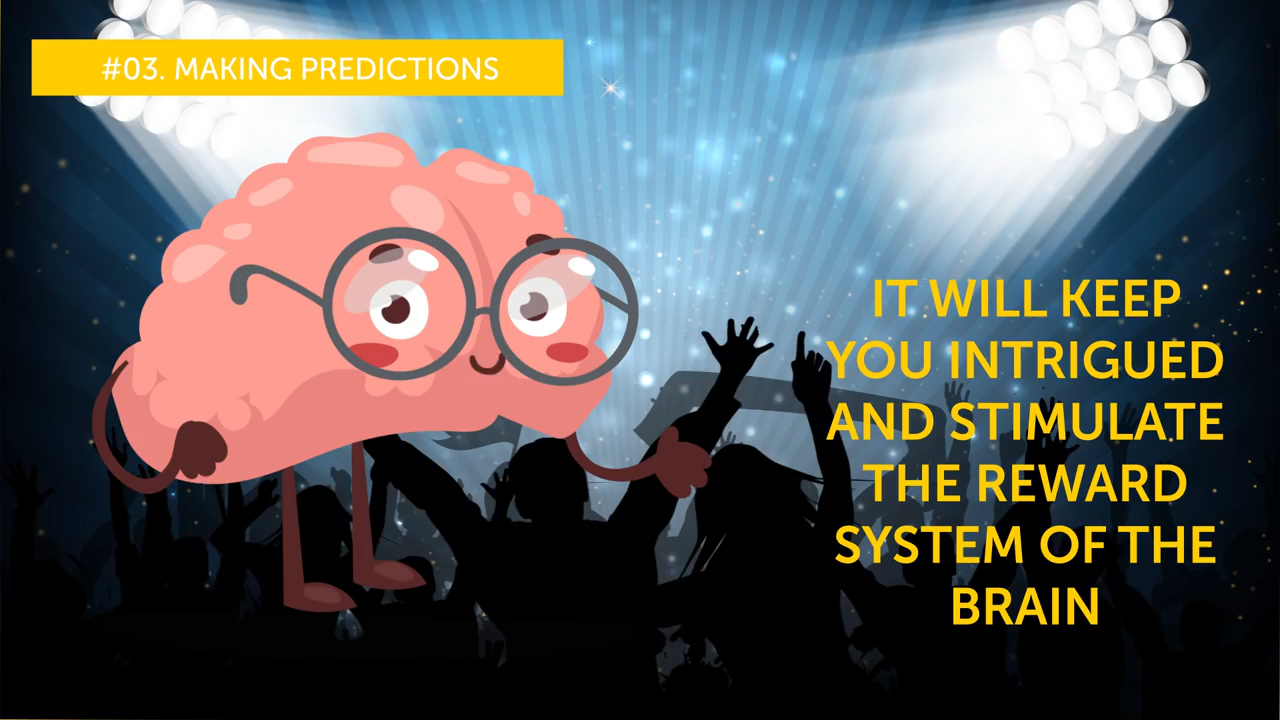 #03. MAKING PREDICTIONS
IT WILL KEEP
YOU INTRIGUED
AND STIMULATE
THE REWARD
SYSTEM OF THE
BRAIN